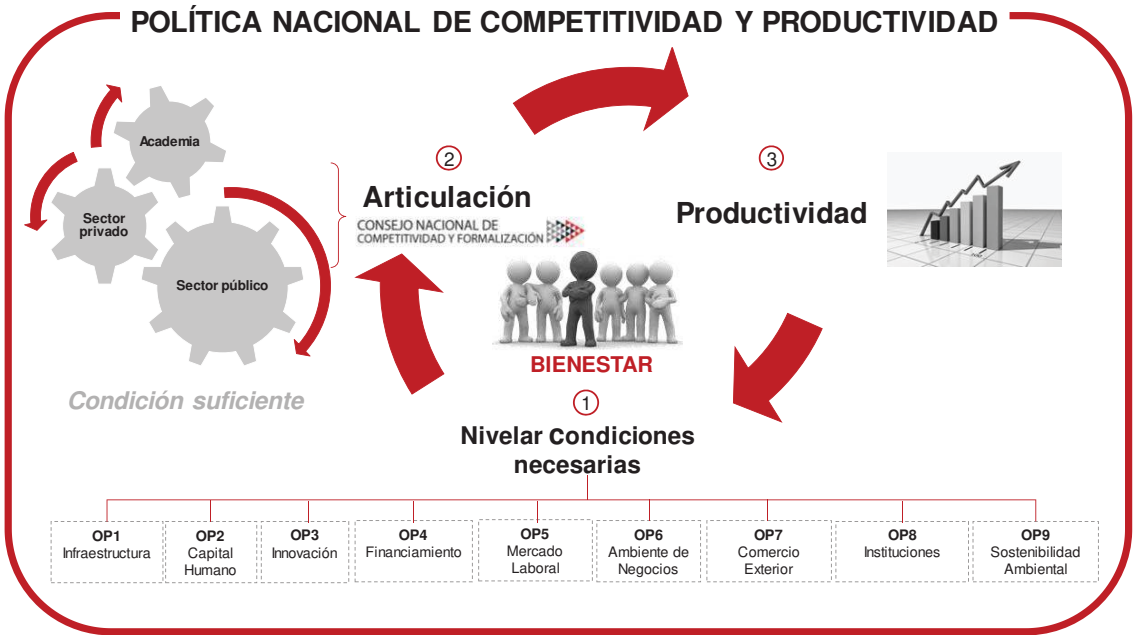 POLÍTICA NACIONAL DE COMPETITIVIDAD Y PRODUCTIVIDAD
Academia
Sector
privado
Sector público
Condición suficiente
2
Articulación
CONSEJO NACIONAL DE
COMPETITIVIDAD Y FORMALIZACIÓN
3
Productividad
BIENESTAR
1
Nivelar condiciones
necesarias
OP1
Infraestructura
OP2
Capital
Humano
OP3
Innovación
OP4
Financiamiento
OP5
Mercado
Laboral
OP6
Ambiente de
Negocios
OP7
Comercio
Exterior
OP8
Instituciones
OP9
Sostenibilidad
Ambiental